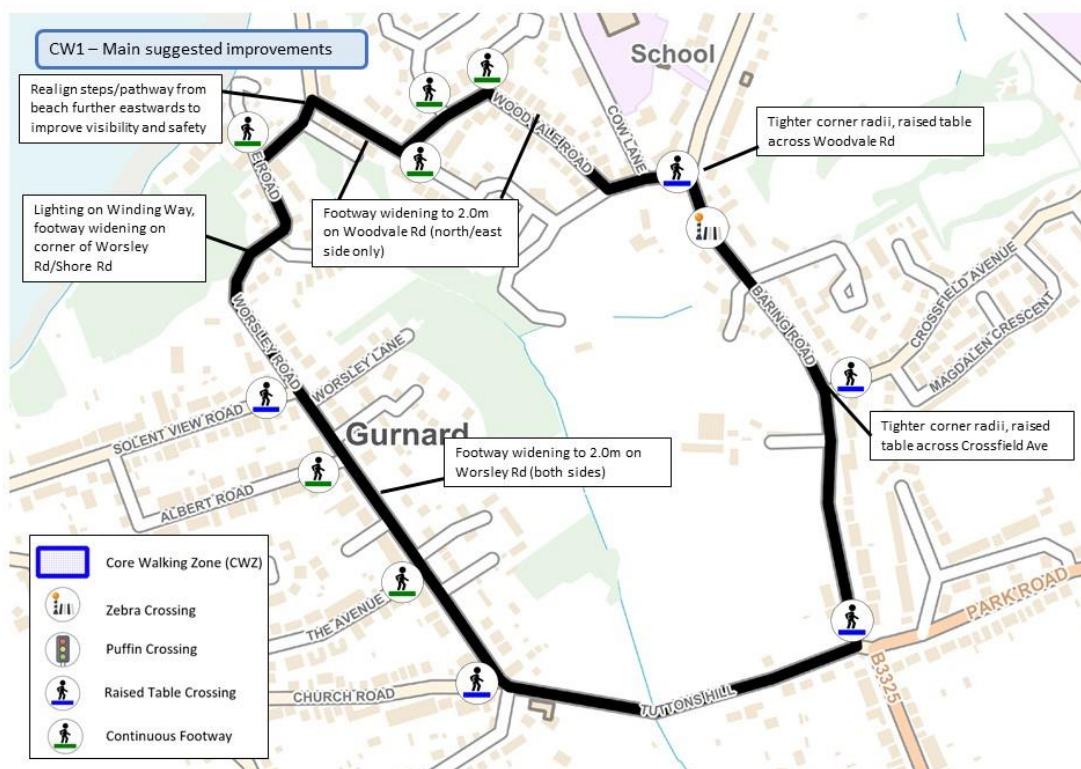 CW1 – Main suggested improvements
School
Realign steps/pathway from
beach further eastwards to
improve visibility and safety
WOODVALE ROAD
COW LANE
Tighter corner radii, raised table
across Woodvale Rd
E ROAD
Lighting on Winding Way,
footway widening on
corner of Worsley
Rd/Shore Rd
Footway widening to 2.0m
on Woodvale Rd (north/east
side only)
BARING ROAD
CROSSFIELD AVENUE
MAGDALEN CRESCENT
WORSLEY ROAD
WORSLEY LANE
SOLENT VIEW ROAD
Gurnard
Tighter corner radii, raised
table across Crossfield Ave
Footway widening to 2.0m on
Worsley Rd (both sides)
ALBERT ROAD
THE AVENUE
PARK ROAD
CHURCH ROAD
TUTTONS HILL
B3325
Core Walking Zone (CWZ)
Zebra Crossing
Puffin Crossing
Raised Table Crossing
Continuous Footway